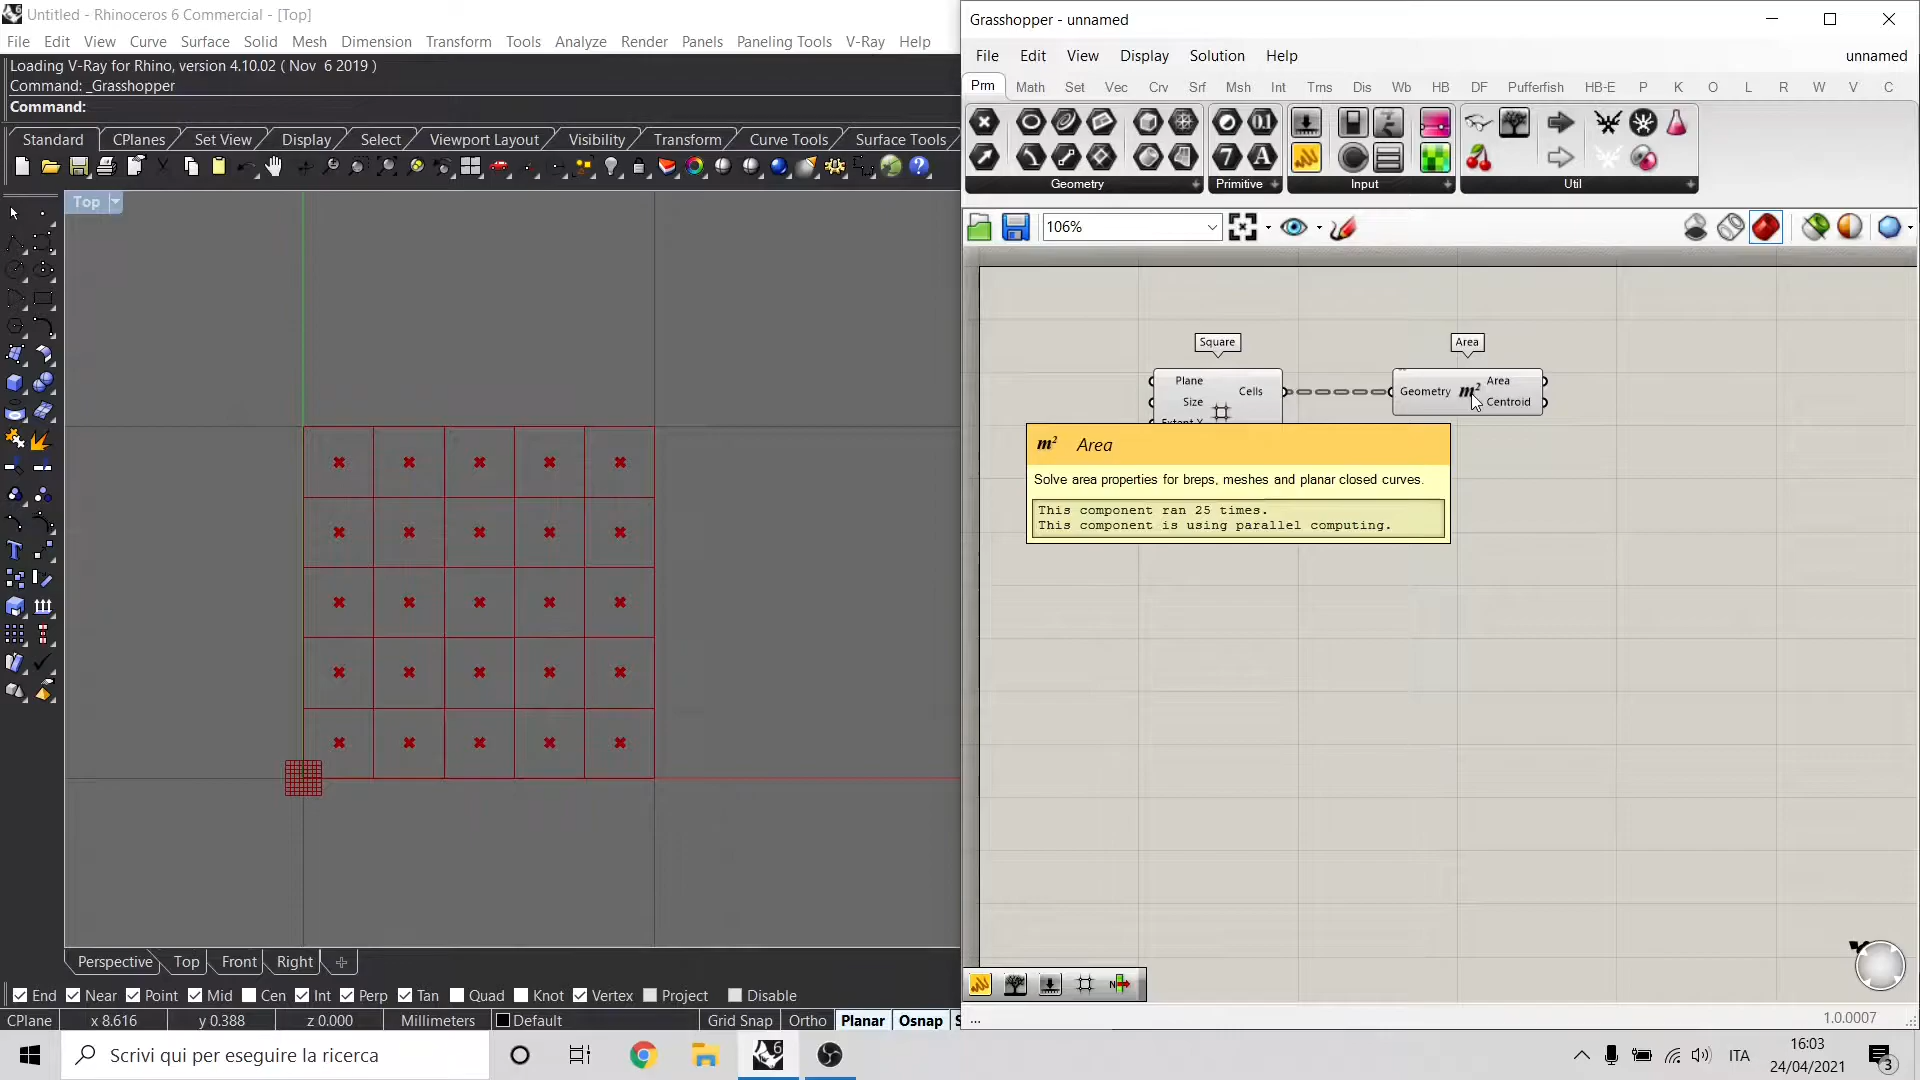 Untitled - Rhinoceros 6 Commercial - [Top]
File Edit View Curve Surface Solid Mesh Dimension Transform Tools Analyze Render Panels Paneling Tools V-Ray Help
Loading V-Ray for Rhino, version 4.10.02 ( Nov 6 2019 )
Command: _Grasshopper
Command:
Standard CPlanes Set View Display Select Viewport Layout Visibility Transform Curve Tools Surface Tools
Top
Perspective Top Front Right
End Near Point Mid Cen Int Perp Tan Quad Knot Vertex Project Disable
CPlane x 8.616 y 0.388 z 0.000 Millimeters Default Grid Snap Ortho Planar Osnap
Grasshopper - unnamed
File Edit View Display Solution Help unnamed
Prm Math Set Vec Crv Srf Msh Int Trns Dis Wb HB DF Pufferfish HB-E P K O L R W V C
Geometry Primitive Input Util
106%
Square
Plane
Size
Extent X
Cells
Area
Geometry m² Area
Centroid
m² Area
Solve area properties for breps, meshes and planar closed curves.
This component ran 25 times.
This component is using parallel computing.
...
1.0.0007
Scrivi qui per eseguire la ricerca
ITA
16:03
24/04/2021
3